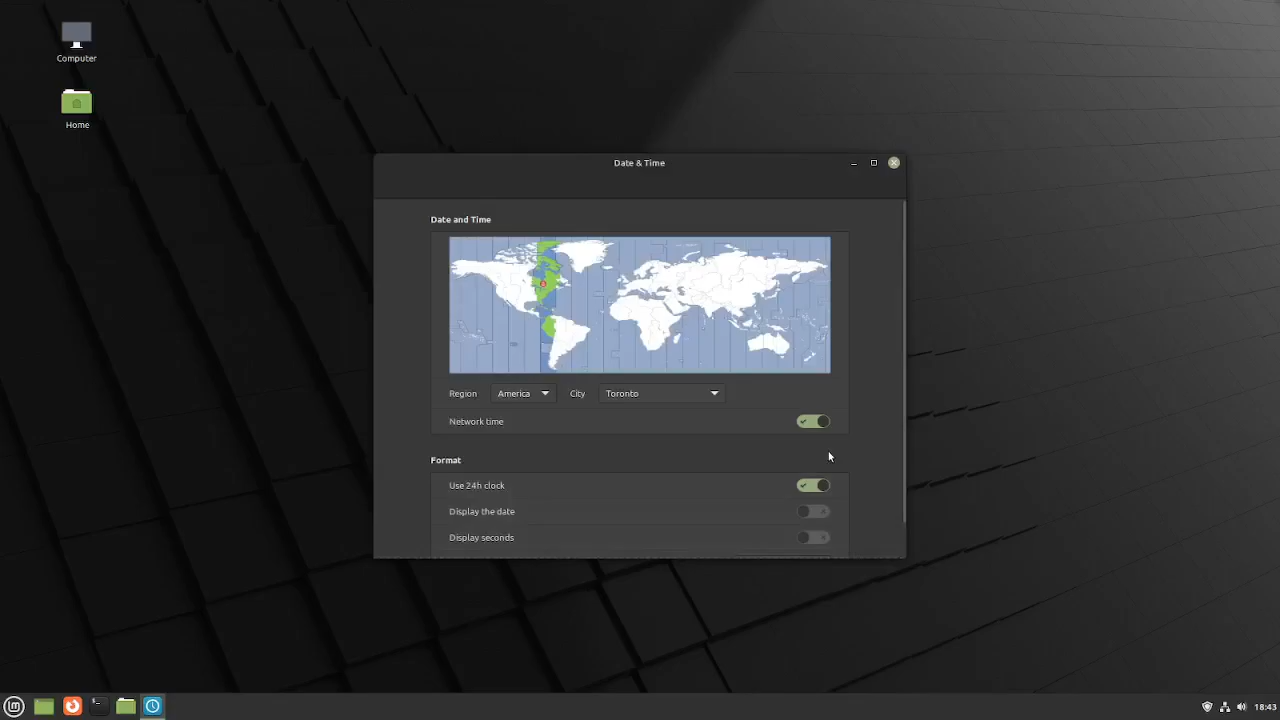 Computer
Home
Date & Time
Date and Time
Region America City Toronto
Network time
Format
Use 24h clock
Display the date
Display seconds
18:43